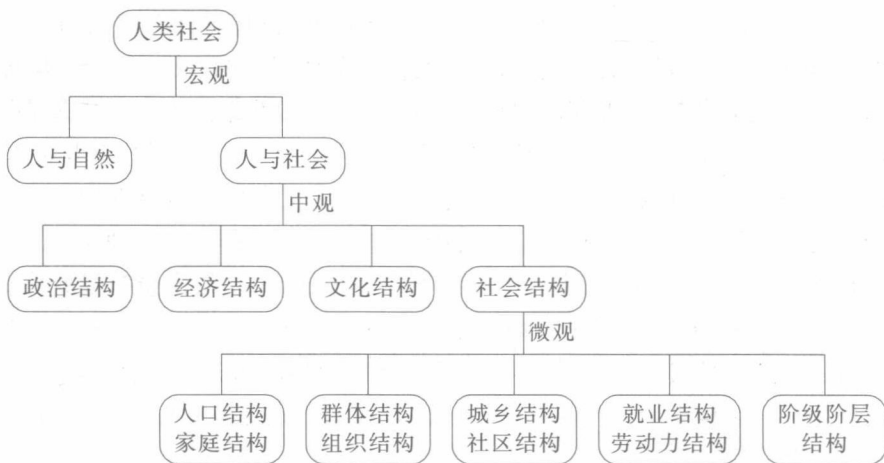 人类社会
宏观
人与自然
人与社会
中观
政治结构
经济结构
文化结构
社会结构
微观
人口结构
家庭结构
群体结构
组织结构
城乡结构
社区结构
就业结构
劳动力结构
阶级阶层
结构